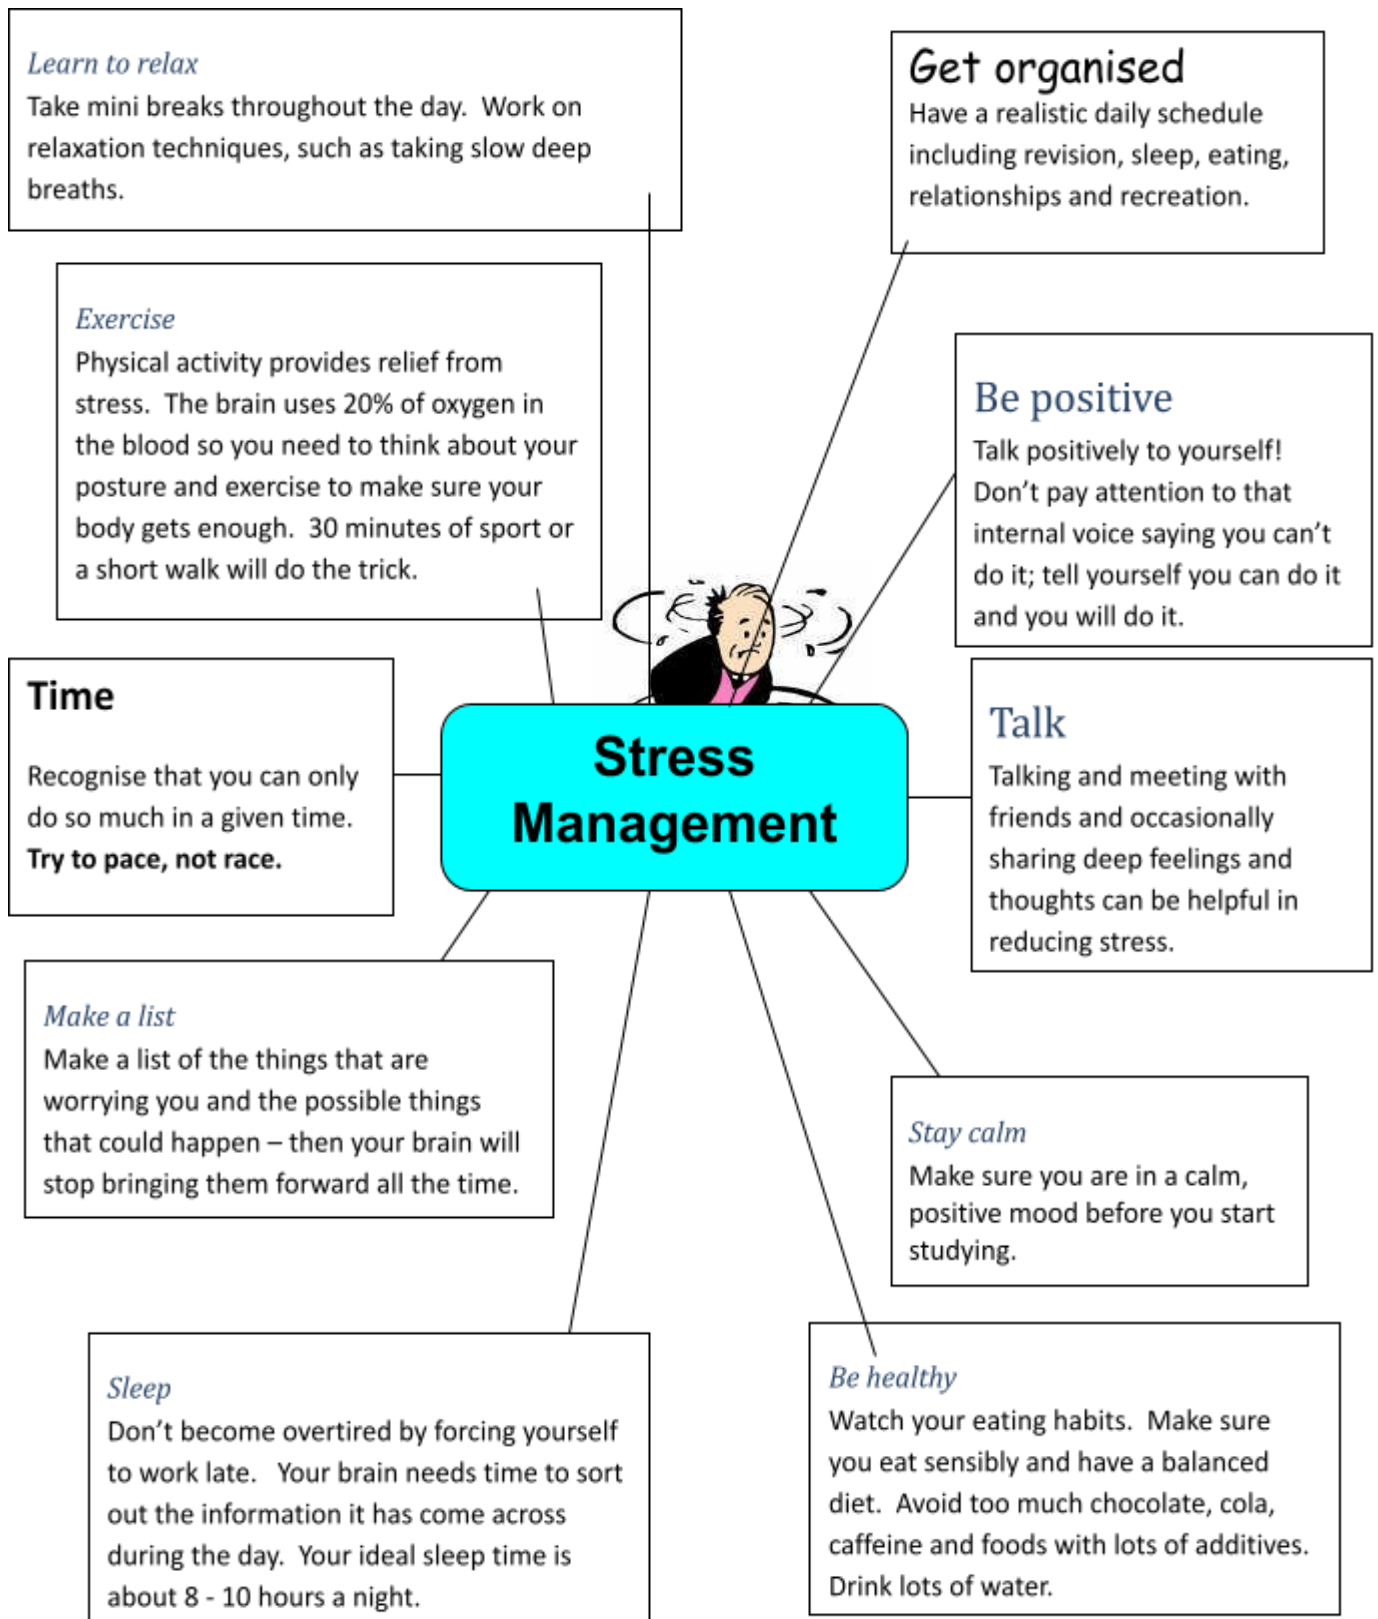 Learn to relax
Take mini breaks throughout the day.  Work on
relaxation techniques, such as taking slow deep
breaths.
Get organised
Have a realistic daily schedule
including revision, sleep, eating,
relationships and recreation.
Exercise
Physical activity provides relief from
stress.  The brain uses 20% of oxygen in
the blood so you need to think about your
posture and exercise to make sure your
body gets enough.  30 minutes of sport or
a short walk will do the trick.
Be positive
Talk positively to yourself!
Don’t pay attention to that
internal voice saying you can’t
do it; tell yourself you can do it
and you will do it.
Time
Recognise that you can only
do so much in a given time.
Try to pace, not race.
Stress
Management
Talk
Talking and meeting with
friends and occasionally
sharing deep feelings and
thoughts can be helpful in
reducing stress.
Make a list
Make a list of the things that are
worrying you and the possible things
that could happen – then your brain will
stop bringing them forward all the time.
Stay calm
Make sure you are in a calm,
positive mood before you start
studying.
Sleep
Don’t become overtired by forcing yourself
to work late.   Your brain needs time to sort
out the information it has come across
during the day.  Your ideal sleep time is
about 8 - 10 hours a night.
Be healthy
Watch your eating habits.  Make sure
you eat sensibly and have a balanced
diet.  Avoid too much chocolate, cola,
caffeine and foods with lots of additives.
Drink lots of water.